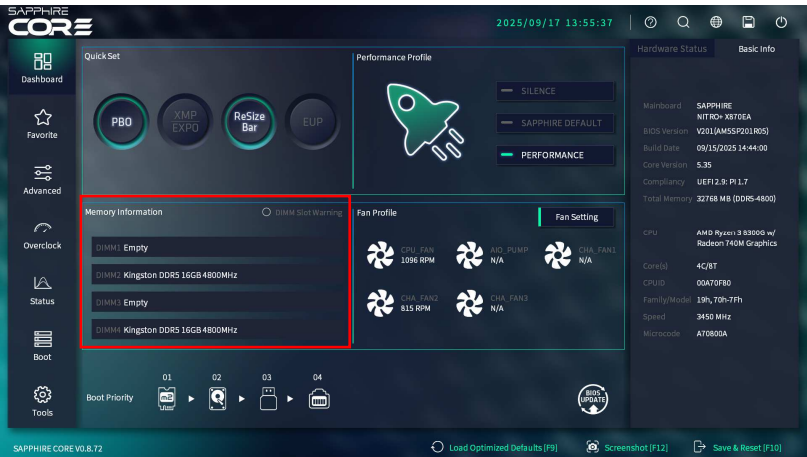 SAPPHIRE
CORE
2025/09/17 13:55:37
Dashboard
Favorite
Advanced
Overclock
Status
Boot
Tools
Quick Set
PBO
XMP
EXPO
ReSize
Bar
EUP
Performance Profile
SILENCE
SAPPHIRE DEFAULT
PERFORMANCE
Memory Information
DIMM Slot Warning
DIMM1 Empty
DIMM2 Kingston DDR5 16GB 4800MHz
DIMM3 Empty
DIMM4 Kingston DDR5 16GB 4800MHz
Fan Profile
Fan Setting
CPU_FAN
1096 RPM
AIO_PUMP
N/A
CHA_FAN1
N/A
CHA_FAN2
815 RPM
CHA_FAN3
N/A
Boot Priority
01
02
03
04
m2
BIOS
UPDATE
Hardware Status
Basic Info
Mainboard SAPPHIRE
NITRO+ X870EA
BIOS Version V201(AM5SP201R05)
Build Date 09/15/2025 14:44:00
Core Version 5.35
Compliancy UEFI 2.9; PI 1.7
Total Memory 32768 MB (DDR5-4800)
CPU AMD Ryzen 3 8300G w/
Radeon 740M Graphics
Core(s) 4C/8T
CPUID 00A70F80
Family/Model 19h, 70h-7Fh
Speed 3450 MHz
Microcode A70800A
SAPPHIRE CORE V0.8.72
Load Optimized Defaults [F9]
Screenshot [F12]
Save & Reset [F10]